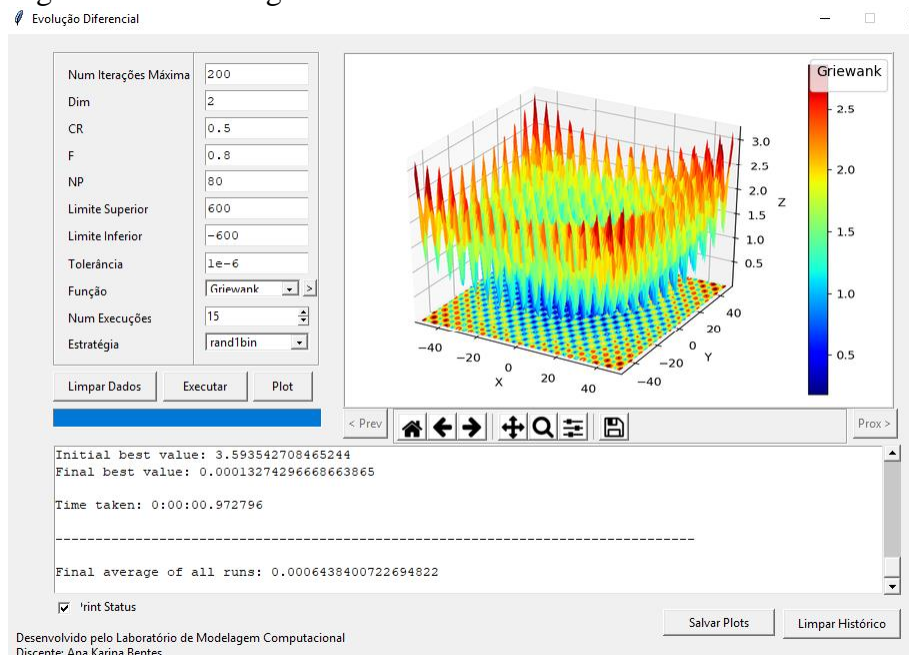 Evolução Diferencial
Num Iterações Máxima 200
Dim 2
CR 0.5
F 0.8
NP 80
Limite Superior 600
Limite Inferior -600
Tolerância 1e-6
Função Griewank >
Num Execuções 15
Estratégia rand1bin
Limpar Dados Executar Plot
Griewank
3.0
2.5
2.0
1.5
1.0
0.5
Z
-40
-20
0
20
40
X
-40
-20
0
20
40
Y
2.5
2.0
1.5
1.0
0.5
< Prev
Prox >
Initial best value: 3.593542708465244
Final best value: 0.00013274296668663865
Time taken: 0:00:00.972796
--------------------------------------------------------------------------------
Final average of all runs: 0.0006438400722694822
rint Status
Salvar Plots Limpar Histórico
Desenvolvido pelo Laboratório de Modelagem Computacional
Discente: Ana Karina Bentes